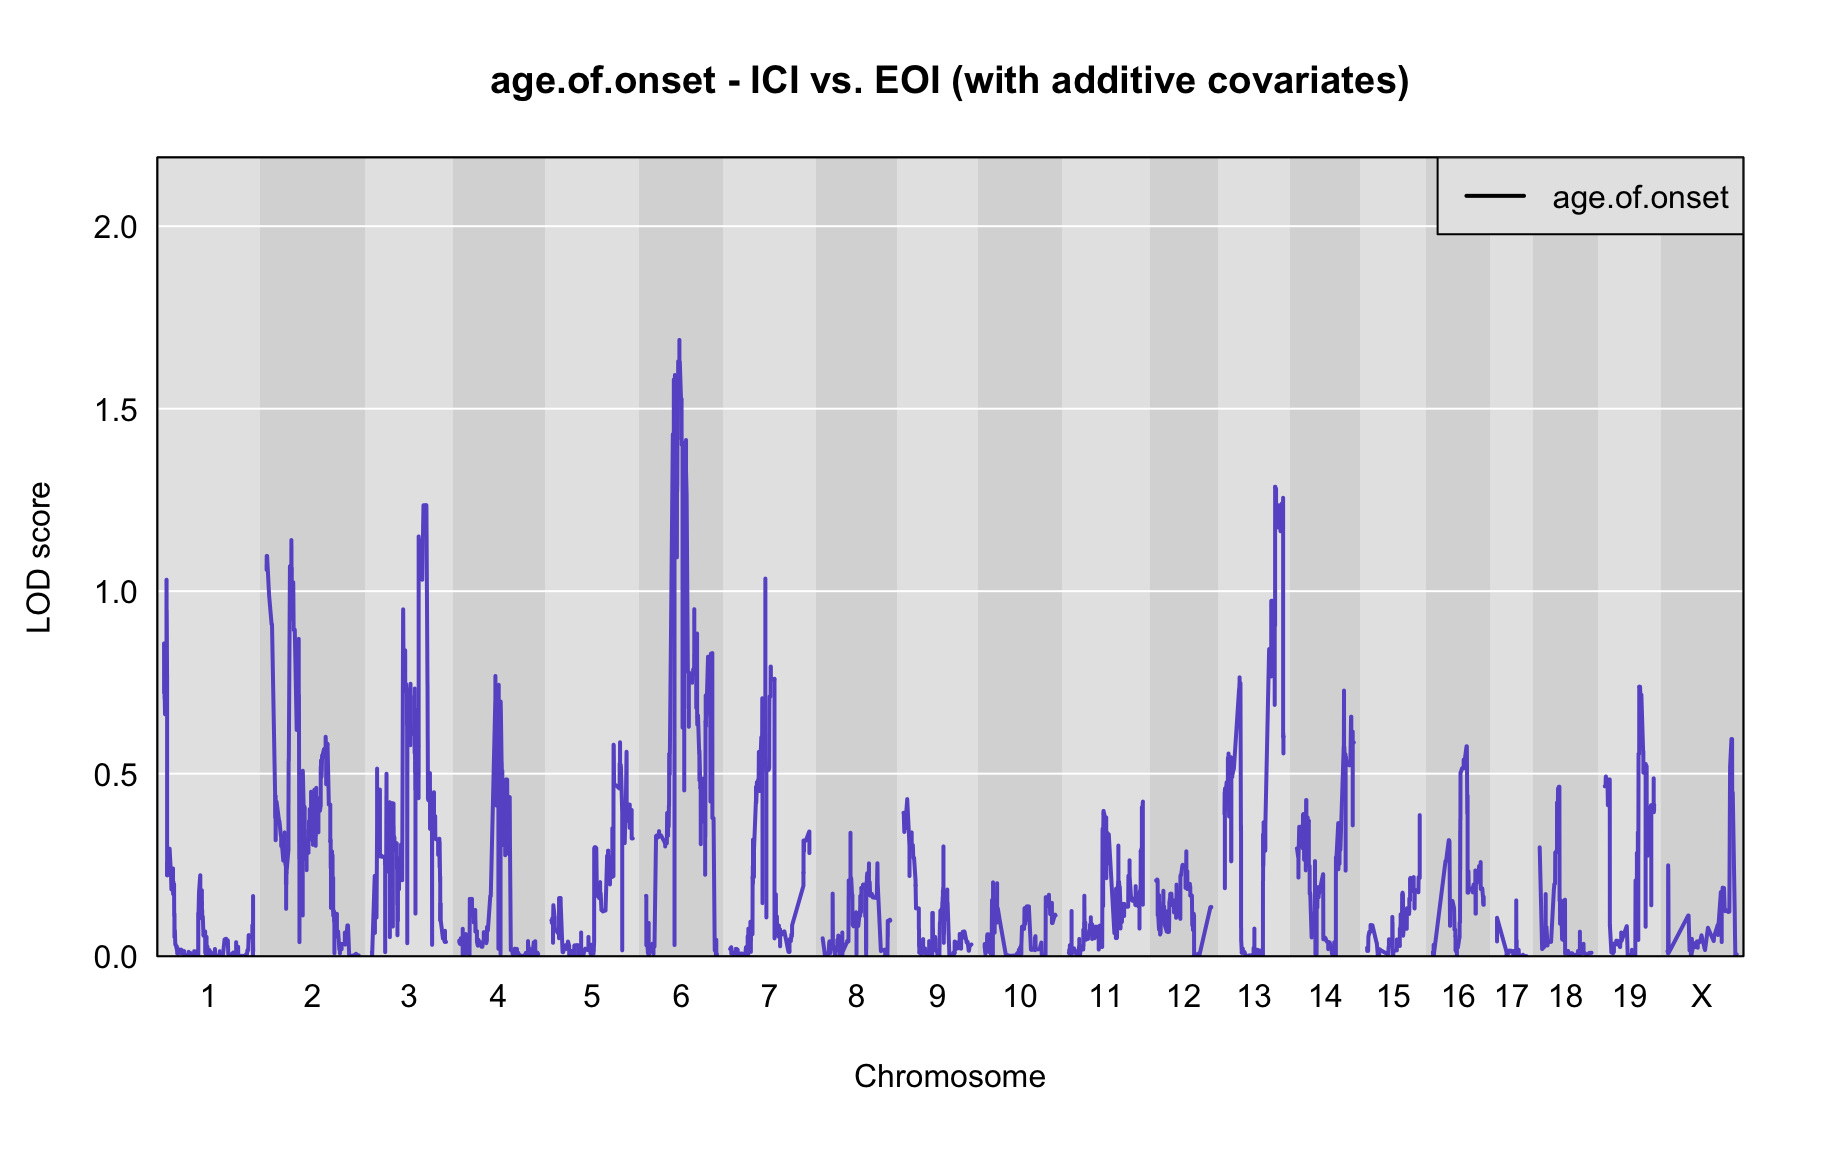 age.of.onset - ICI vs. EOI (with additive covariates)
age.of.onset
2.0
1.5
1.0
0.5
0.0
LOD score
1 2 3 4 5 6 7 8 9 10 11 12 13 14 15 16 17 18 19 X
Chromosome